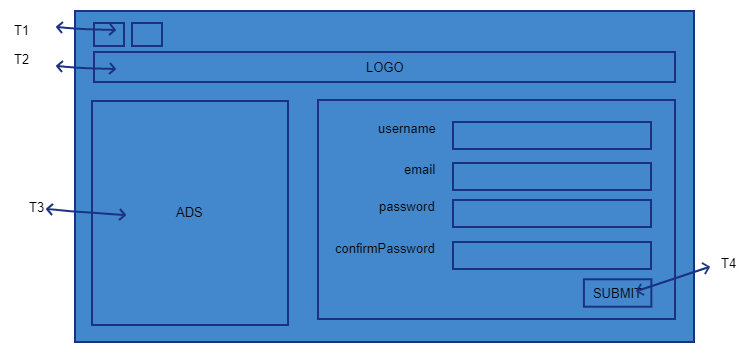 T1
T2
LOGO
username
email
password
T3
ADS
confirmPassword
T4
SUBMIT